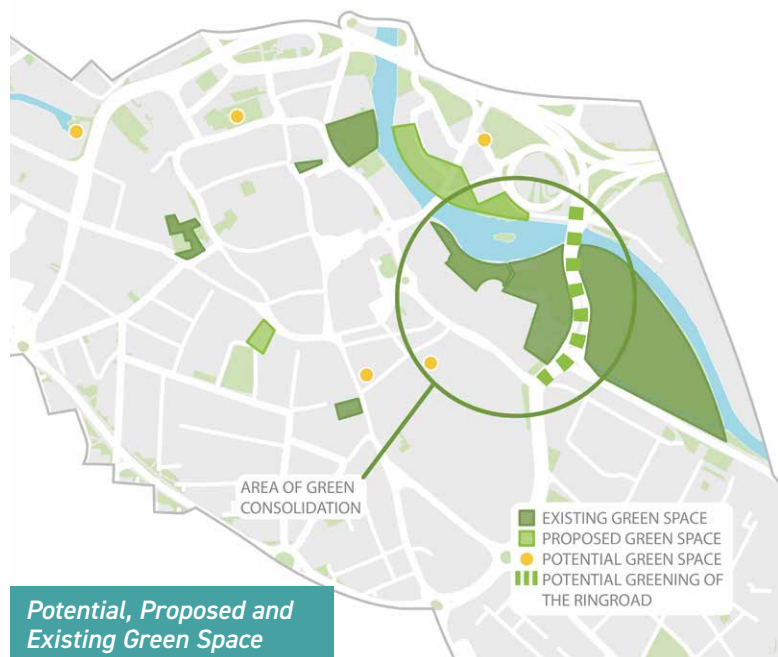 AREA OF GREEN
CONSOLIDATION
EXISTING GREEN SPACE
PROPOSED GREEN SPACE
POTENTIAL GREEN SPACE
POTENTIAL GREENING OF
THE RINGROAD
Potential, Proposed and
Existing Green Space